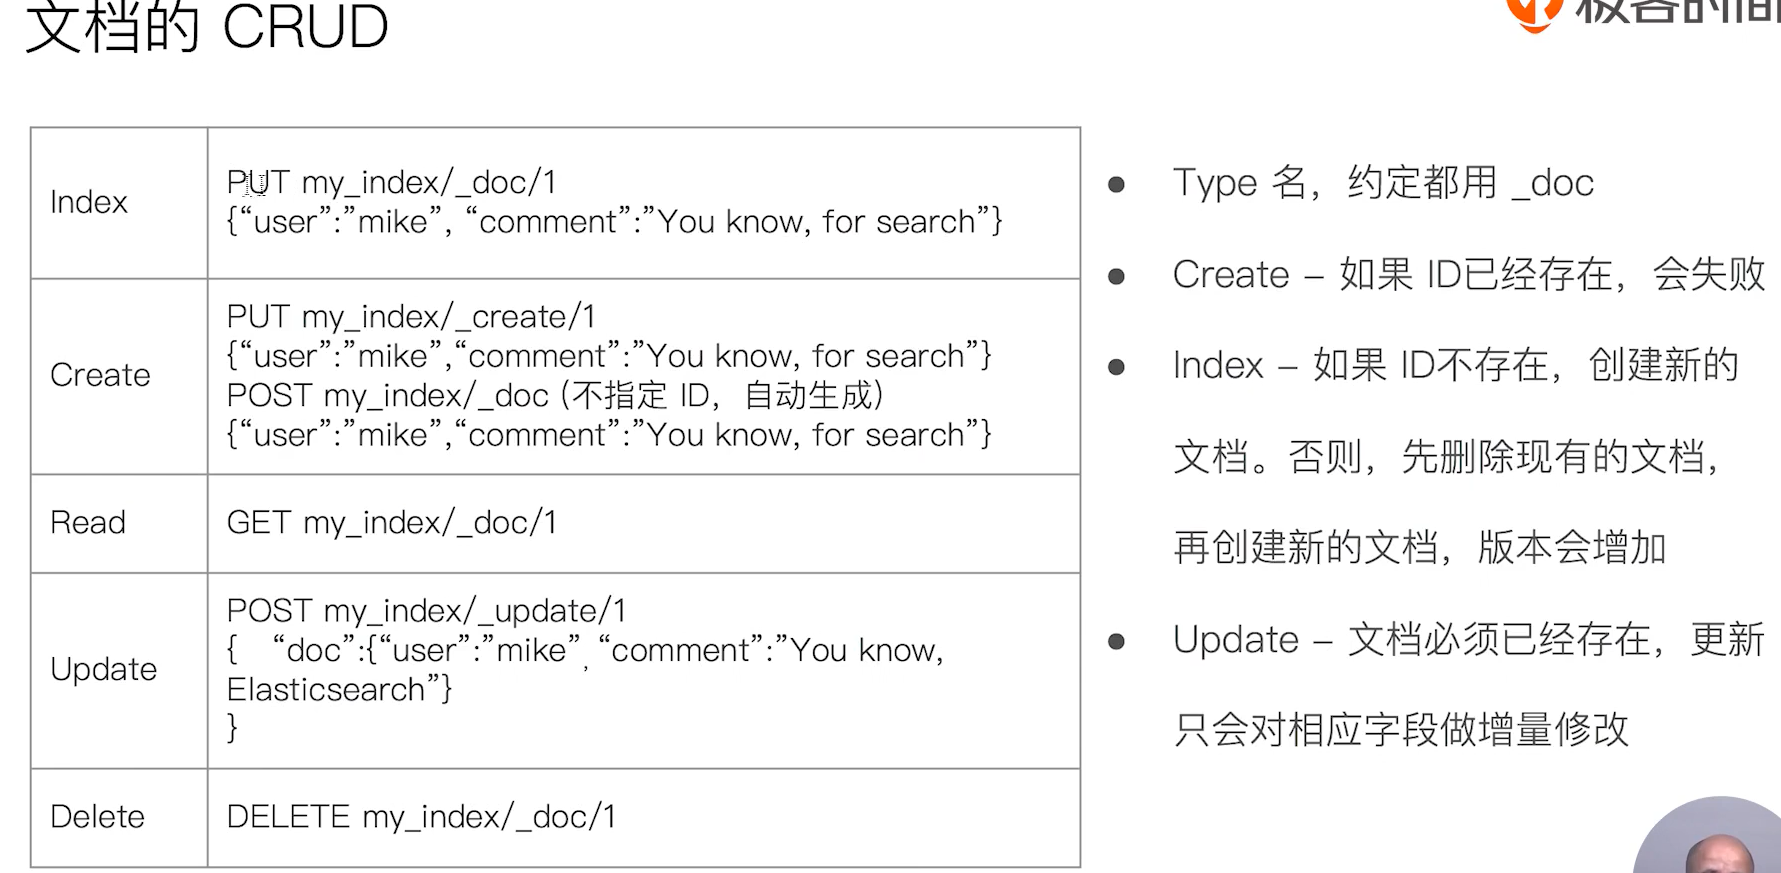 文档的 CRUD
极客时间
Index
PUT my_index/_doc/1
{“user”:”mike”, “comment”:”You know, for search”}
Create
PUT my_index/_create/1
{“user”:”mike”,“comment”:”You know, for search”}
POST my_index/_doc (不指定 ID，自动生成)
{“user”:”mike”,“comment”:”You know, for search”}
Read
GET my_index/_doc/1
Update
POST my_index/_update/1
{ “doc”:{“user”:”mile”, “comment”:”You know,
Elasticsearch”}
}
Delete
DELETE my_index/_doc/1
● Type 名，约定都用 _doc
● Create – 如果 ID已经存在，会失败
● Index – 如果 ID不存在，创建新的
文档。否则，先删除现有的文档，
再创建新的文档，版本会增加
● Update – 文档必须已经存在，更新
只会对相应字段做增量修改